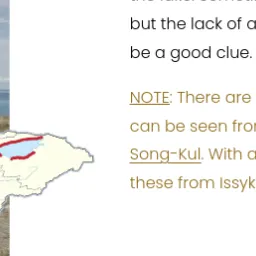 but the lack of a
be a good clue.
NOTE: There are
can be seen from
Song-Kul. With a
these from Issyk